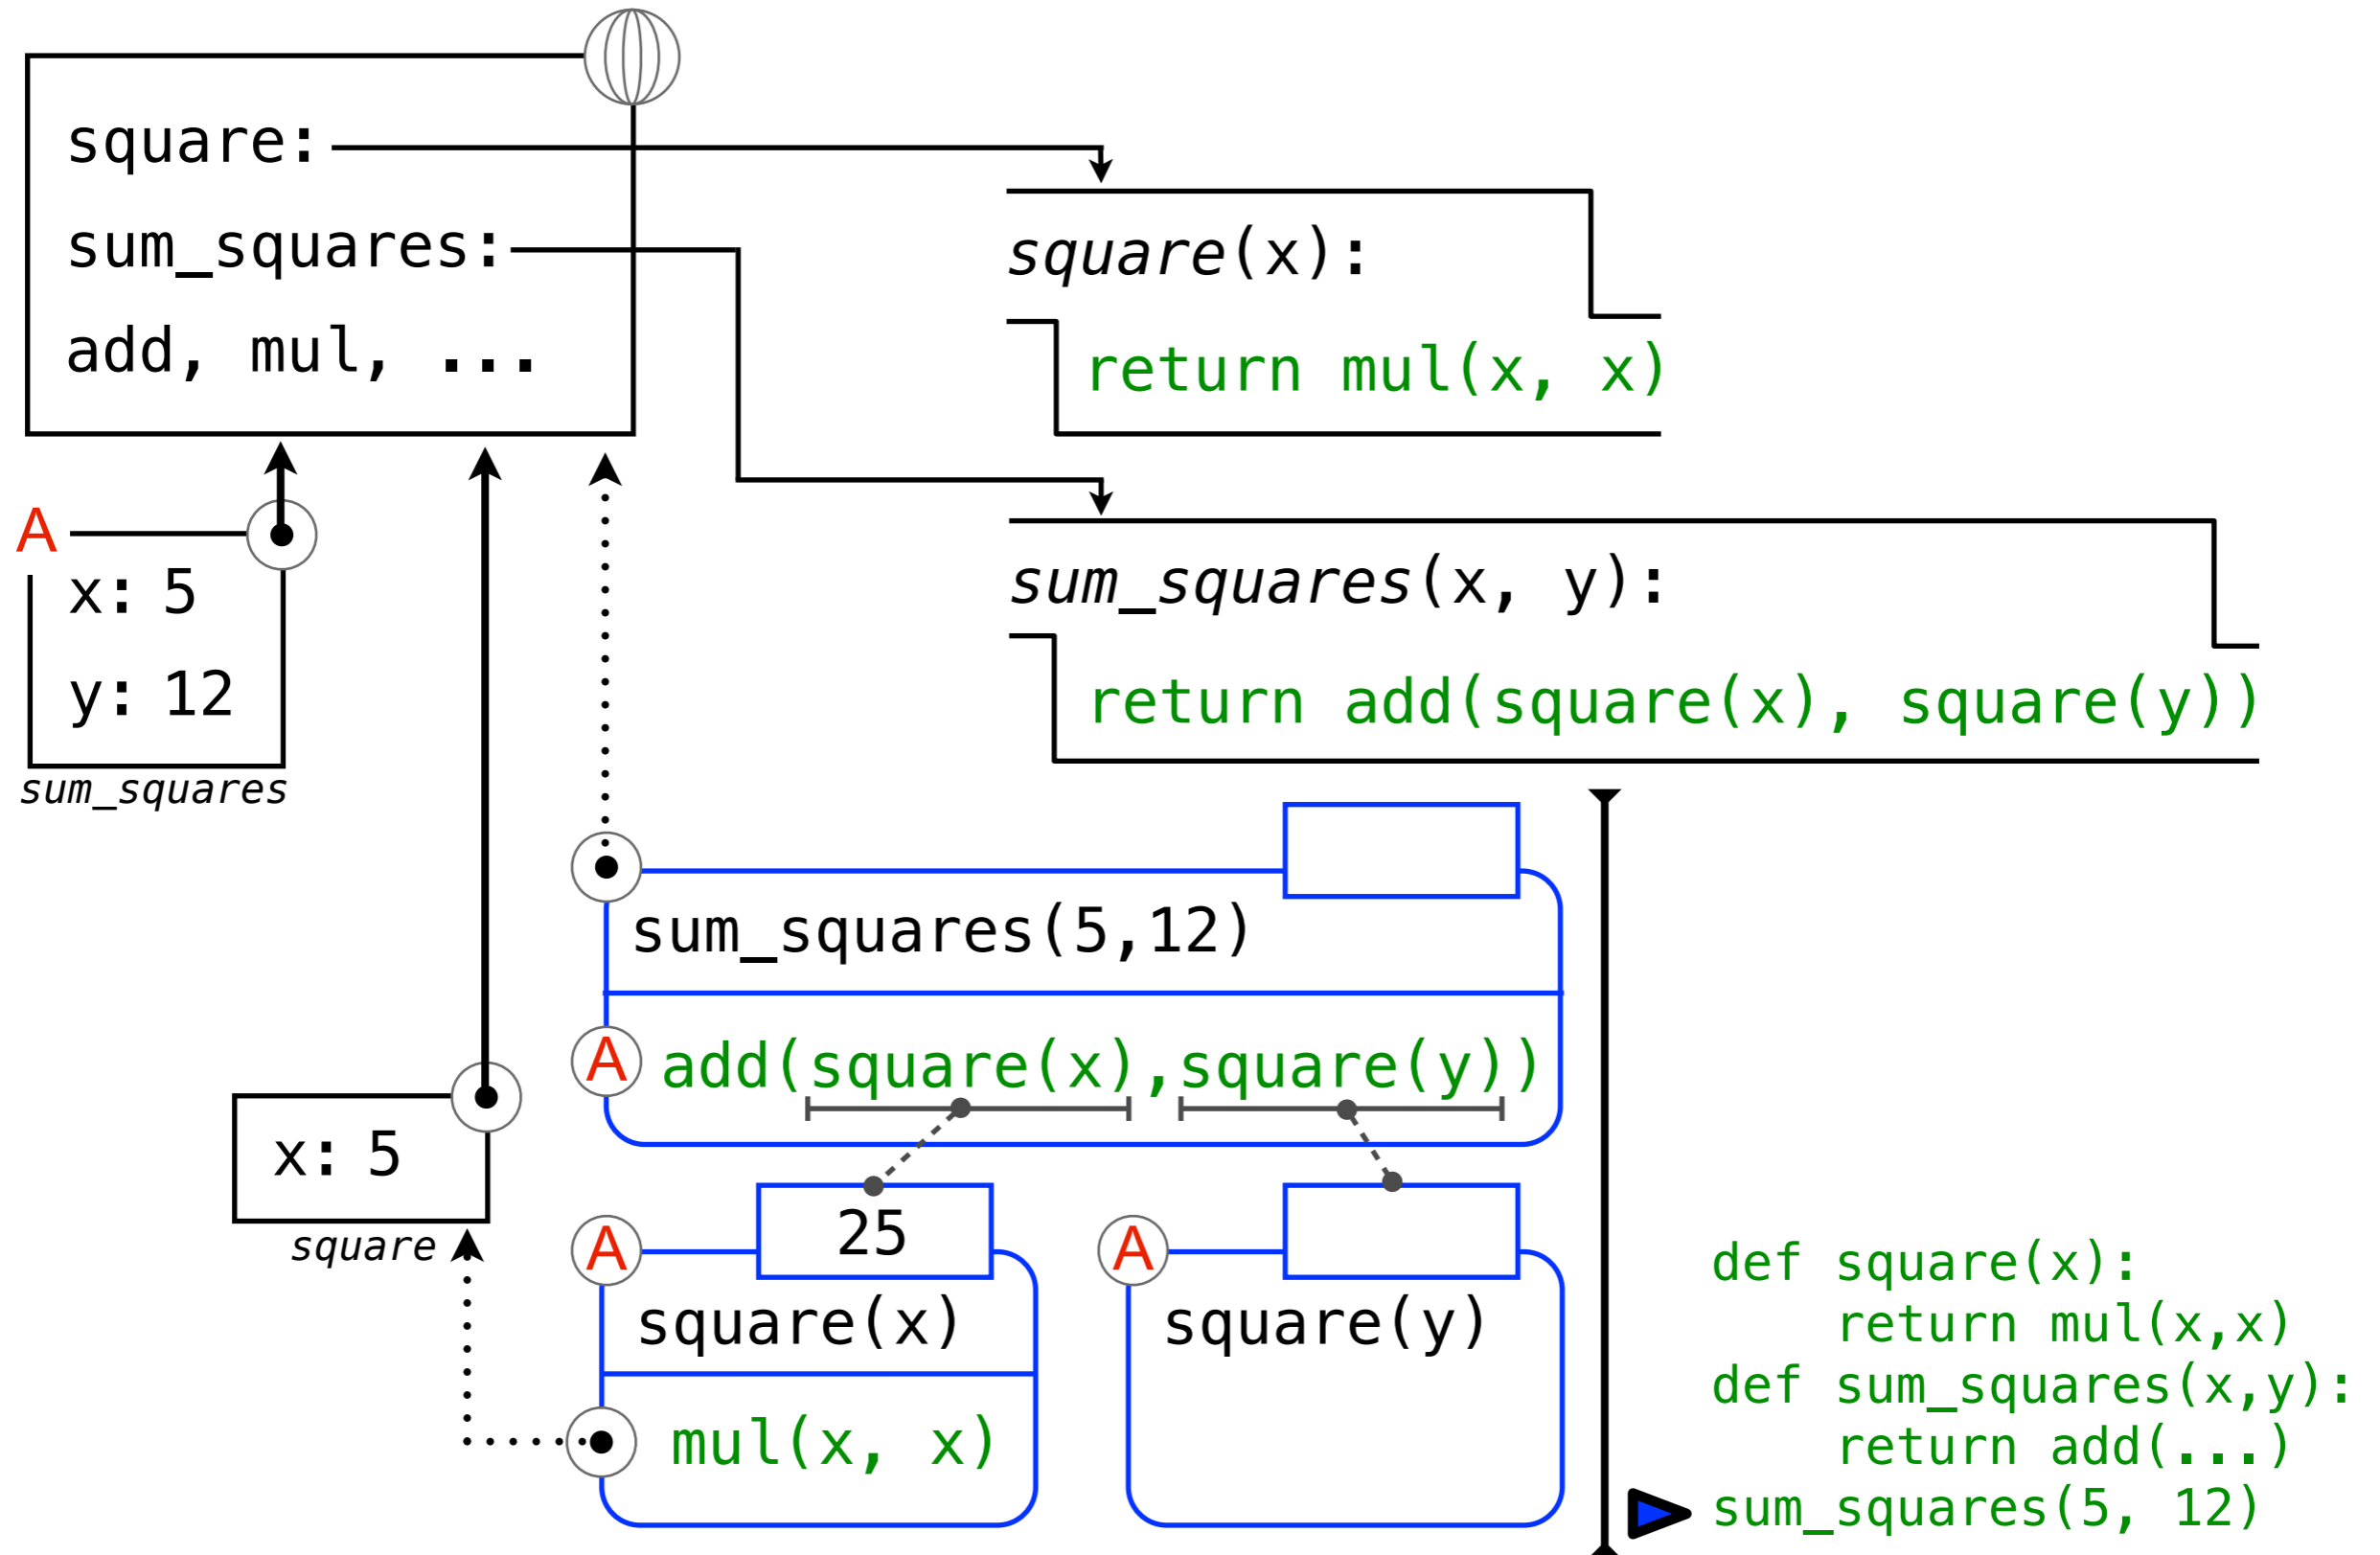 square:
sum_squares:
add, mul, ...
square(x):
return mul(x, x)
A
x: 5
y: 12
sum_squares
sum_squares(x, y):
return add(square(x), square(y))
sum_squares(5,12)
A add(square(x),square(y))
x: 5
square
A
25
square(x)
mul(x, x)
A
square(y)
def square(x):
    return mul(x,x)
def sum_squares(x,y):
    return add(...)
sum_squares(5, 12)